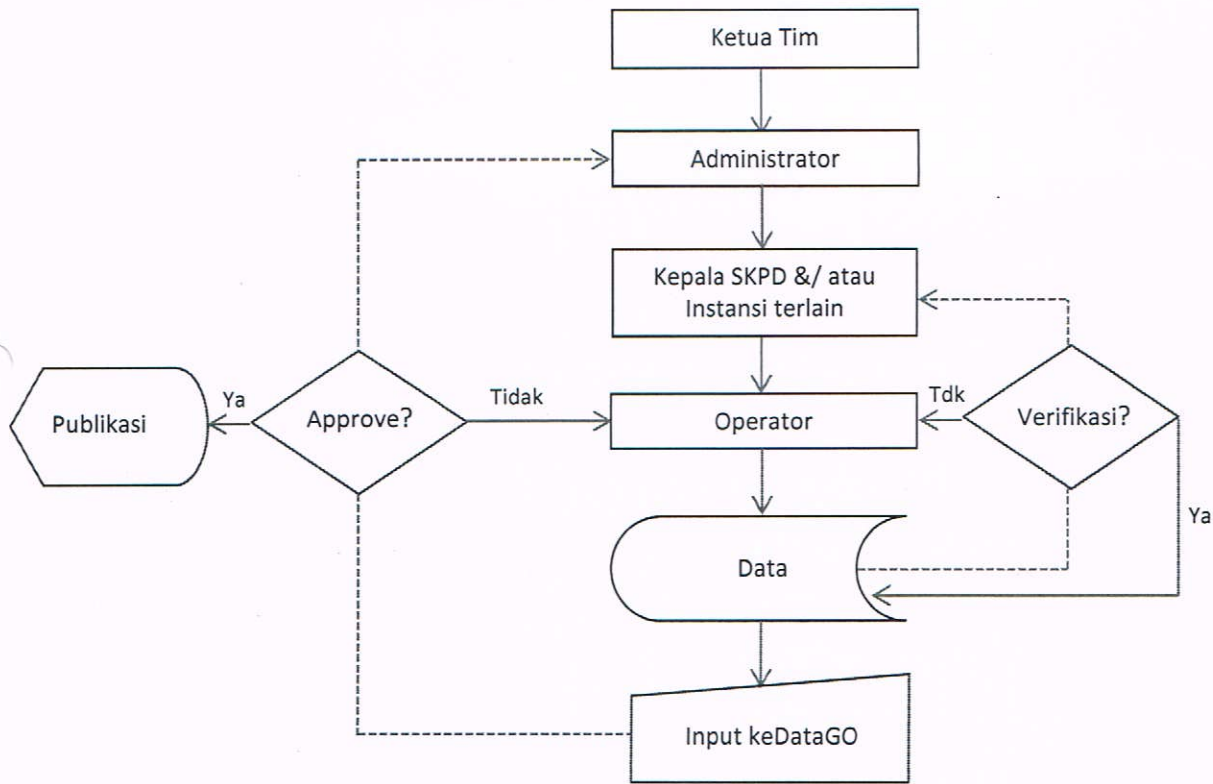 Ketua Tim
Administrator
Kepala SKPD &/ atau
Instansi terlain
Publikasi
Ya
Approve?
Tidak
Operator
Tdk
Verifikasi?
Ya
Data
Input keDataGO